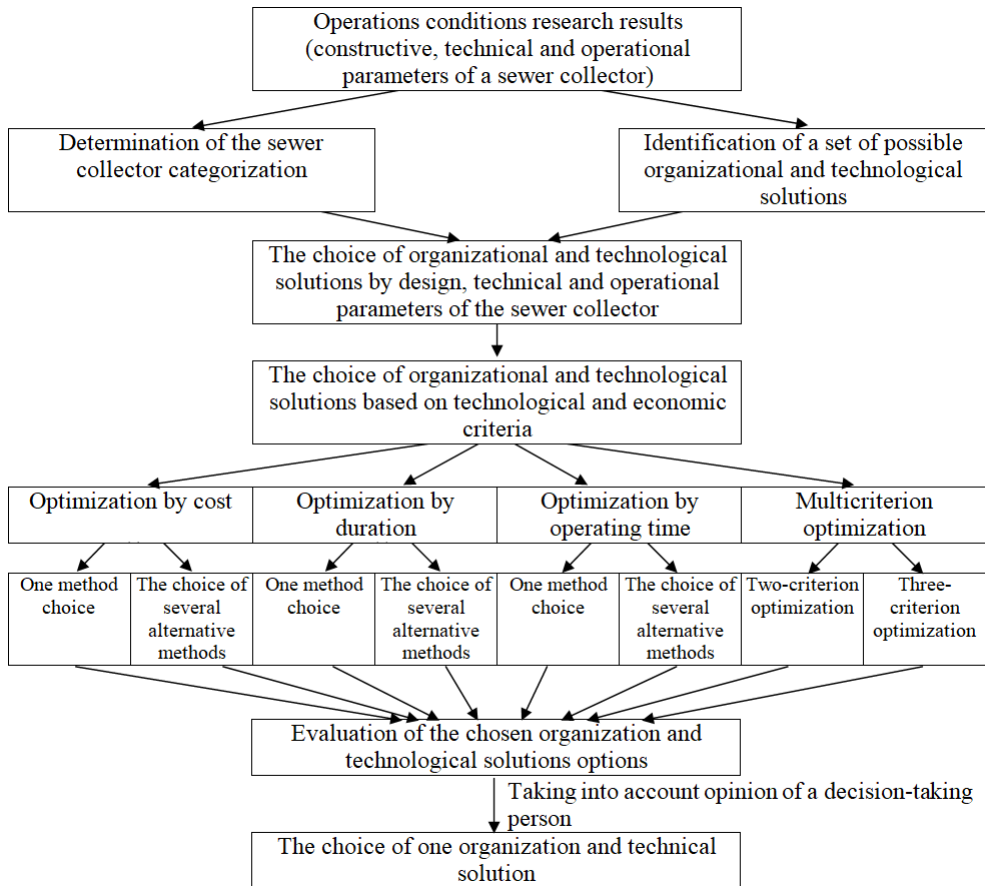 Operations conditions research results
(constructive, technical and operational
parameters of a sewer collector)
Determination of the sewer
collector categorization
Identification of a set of possible
organizational and technological
solutions
The choice of organizational and technological
solutions by design, technical and operational
parameters of the sewer collector
The choice of organizational and technological
solutions based on technological and economic
criteria
Optimization by cost
Optimization by
duration
Optimization by
operating time
Multicriterion
optimization
One method
choice
The choice of
several
alternative
methods
One method
choice
The choice of
several
alternative
methods
One method
choice
The choice of
several
alternative
methods
Two-criterion
optimization
Three-
criterion
optimization
Evaluation of the chosen organization and
technological solutions options
Taking into account opinion of a decision-taking
person
The choice of one organization and technical
solution